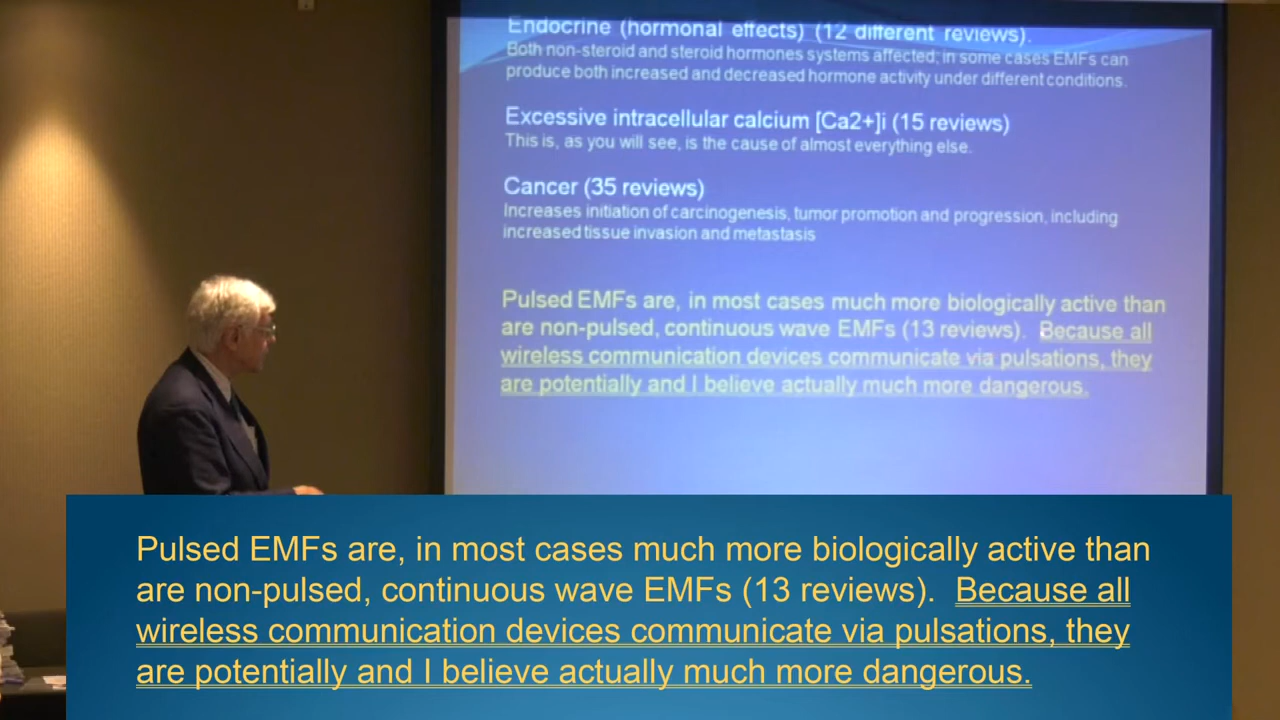 Endocrine (hormonal effects) (12 different reviews).
Both non-steroid and steroid hormones systems affected; in some cases EMFs can
produce both increased and decreased hormone activity under different conditions.
Excessive intracellular calcium [Ca2+]i (15 reviews)
This is, as you will see, is the cause of almost everything else.
Cancer (35 reviews)
Increases initiation of carcinogenesis, tumor promotion and progression, including
increased tissue invasion and metastasis
Pulsed EMFs are, in most cases much more biologically active than
are non-pulsed, continuous wave EMFs (13 reviews). Because all
wireless communication devices communicate via pulsations, they
are potentially and I believe actually much more dangerous.
Pulsed EMFs are, in most cases much more biologically active than
are non-pulsed, continuous wave EMFs (13 reviews). Because all
wireless communication devices communicate via pulsations, they
are potentially and I believe actually much more dangerous.